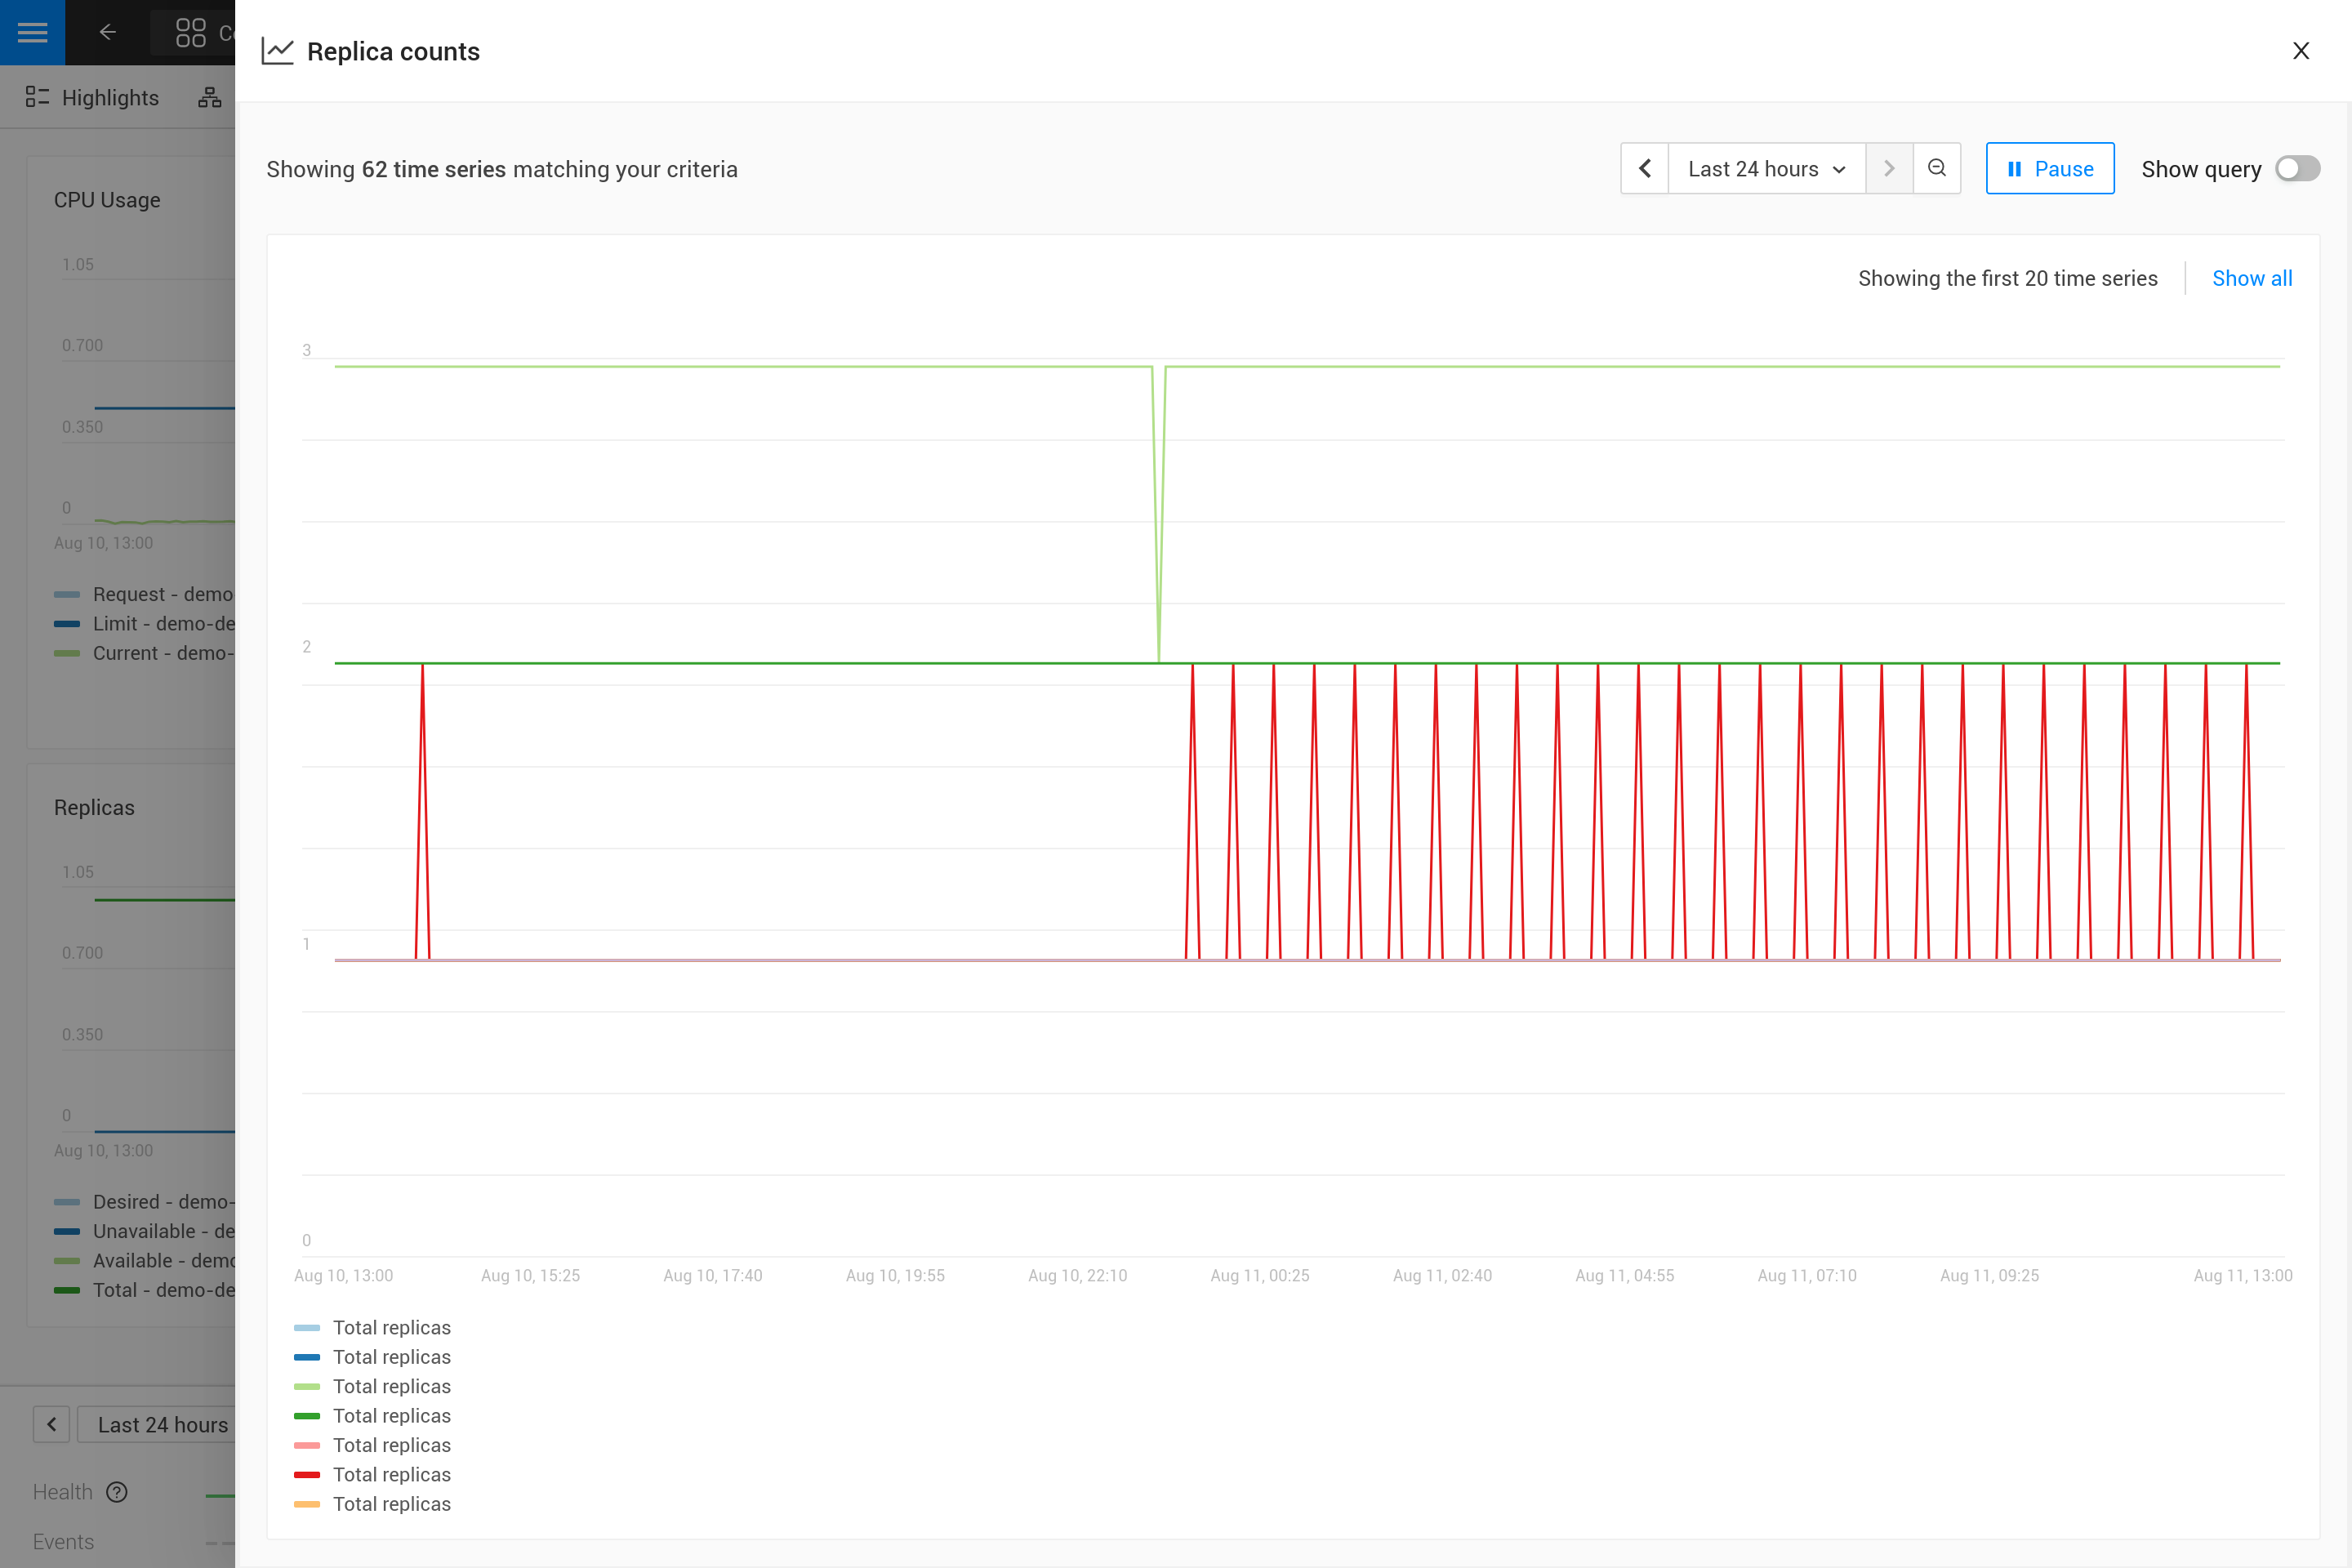 Replica counts
X
Highlights
Showing 62 time series matching your criteria
Last 24 hours
Pause
Show query
Showing the first 20 time series
Show all
3
2
1
0
Aug 10, 13:00
Aug 10, 15:25
Aug 10, 17:40
Aug 10, 19:55
Aug 10, 22:10
Aug 11, 00:25
Aug 11, 02:40
Aug 11, 04:55
Aug 11, 07:10
Aug 11, 09:25
Aug 11, 13:00
Total replicas
Total replicas
Total replicas
Total replicas
Total replicas
Total replicas
Total replicas
CPU Usage
1.05
0.700
0.350
0
Aug 10, 13:00
Request - demo
Limit - demo-de
Current - demo-
Replicas
1.05
0.700
0.350
0
Aug 10, 13:00
Desired - demo-
Unavailable - de
Available - demo
Total - demo-de
Last 24 hours
Health ?
Events